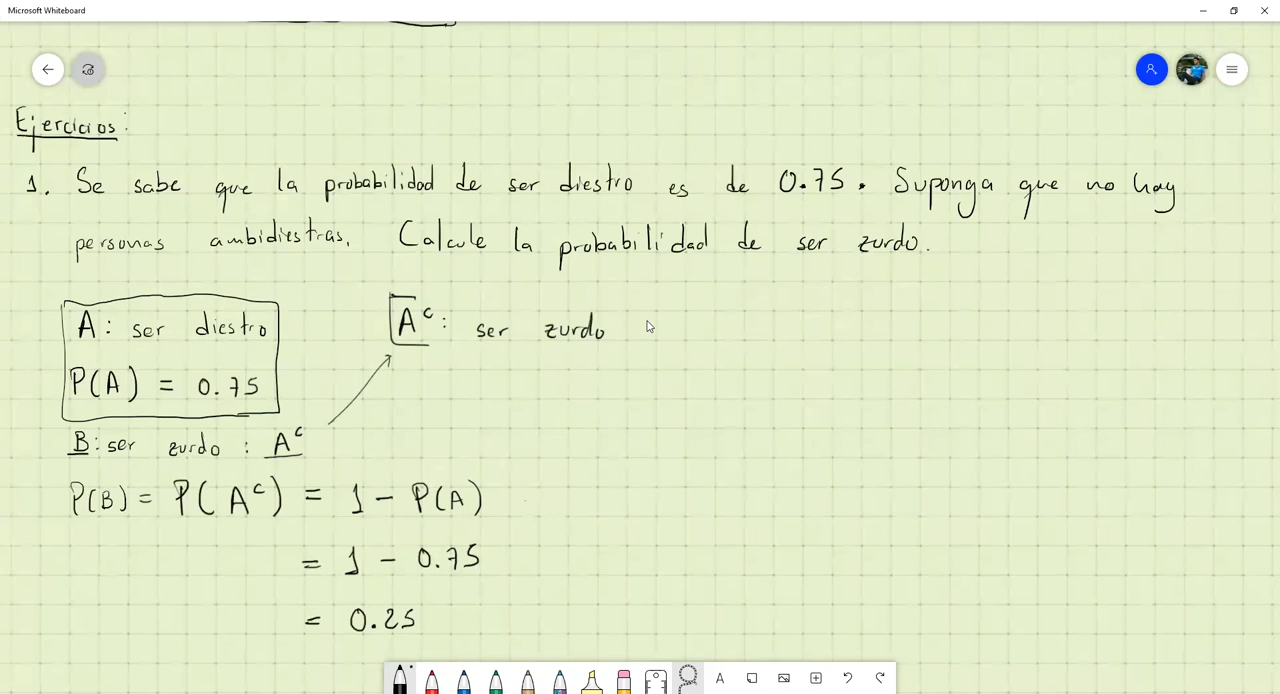 Microsoft Whiteboard
Ejercicios:
1. Se sabe que la probabilidad de ser diestro es de 0.75. Suponga que no hay
personas ambidiestras. Calcule la probabilidad de ser zurdo.
A: ser diestro
P(A) = 0.75
A^c: ser zurdo
B: ser zurdo : A^c
P(B) = P(A^c) = 1 - P(A)
= 1 - 0.75
= 0.25
A